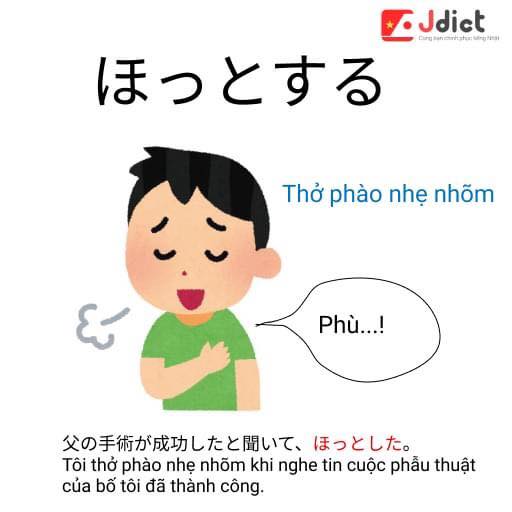 Jdict
Cùng bạn chinh phục tiếng Nhật
ほっとする
Thở phào nhẹ nhõm
Phù...!
父の手術が成功したと聞いて、ほっとした。
Tôi thở phào nhẹ nhõm khi nghe tin cuộc phẫu thuật
của bố tôi đã thành công.